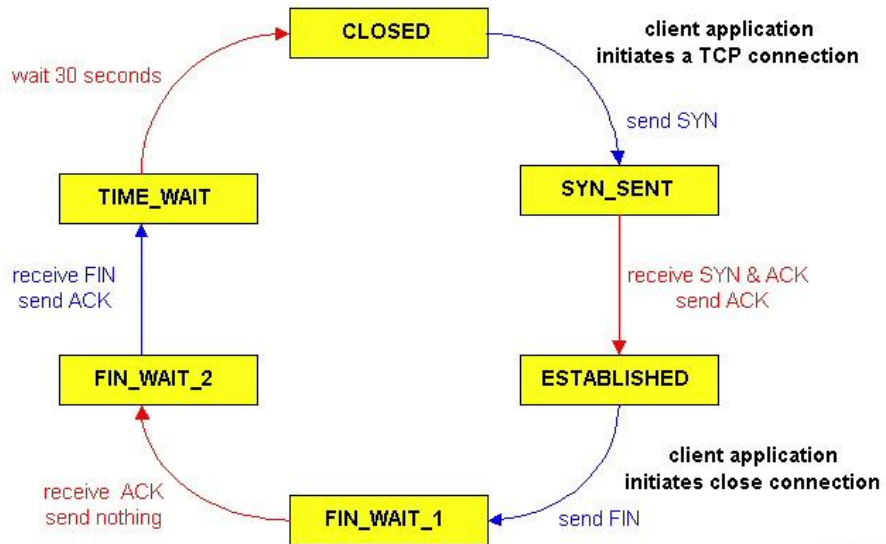 CLOSED
client application
initiates a TCP connection
wait 30 seconds
send SYN
TIME_WAIT
SYN_SENT
receive FIN
send ACK
receive SYN & ACK
send ACK
FIN_WAIT_2
ESTABLISHED
client application
initiates close connection
receive ACK
send nothing
FIN_WAIT_1
send FIN